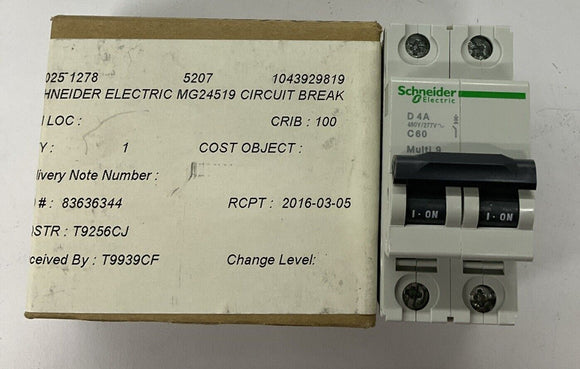 025 1278 5207 1043929819
HNEIDER ELECTRIC MG24519 CIRCUIT BREAK
LOC : CRIB : 100
Y : 1 COST OBJECT :
livery Note Number :
# : 83636344 RCPT : 2016-03-05
STR : T9256CJ
ceived By : T9939CF Change Level:
Schneider
Electric
D 4A
480Y/277V~
C60
Multi 9
I · ON I · ON